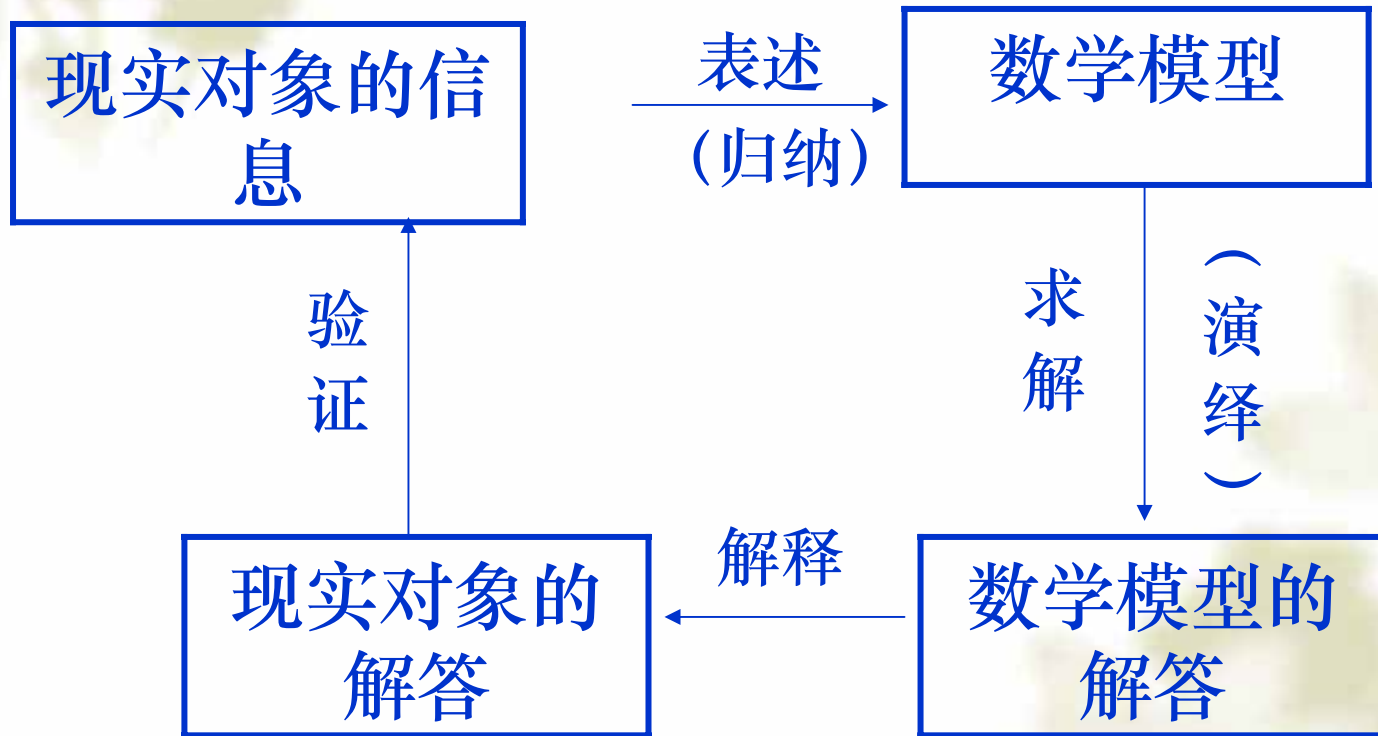 现实对象的信
息
表述
(归纳)
数学模型
验
证
求
解
(演
绎)
现实对象的
解答
解释
数学模型的
解答